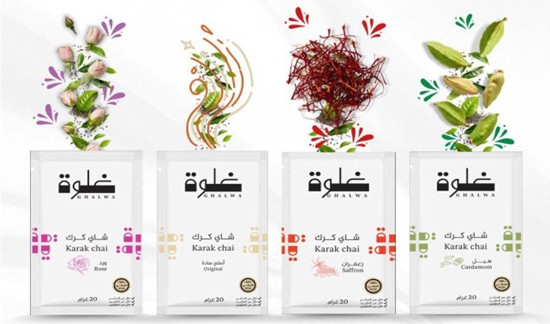 غلوة
GHALWA
شاي كرك
Karak chai
ورد
Rose
20 غرام
غلوة
GHALWA
شاي كرك
Karak chai
Original
20 غرام
غلوة
GHALWA
شاي كرك
Karak chai
زعفران
Saffron
20 غرام
غلوة
GHALWA
شاي كرك
Karak chai
هيل
Cardamom
20 غرام